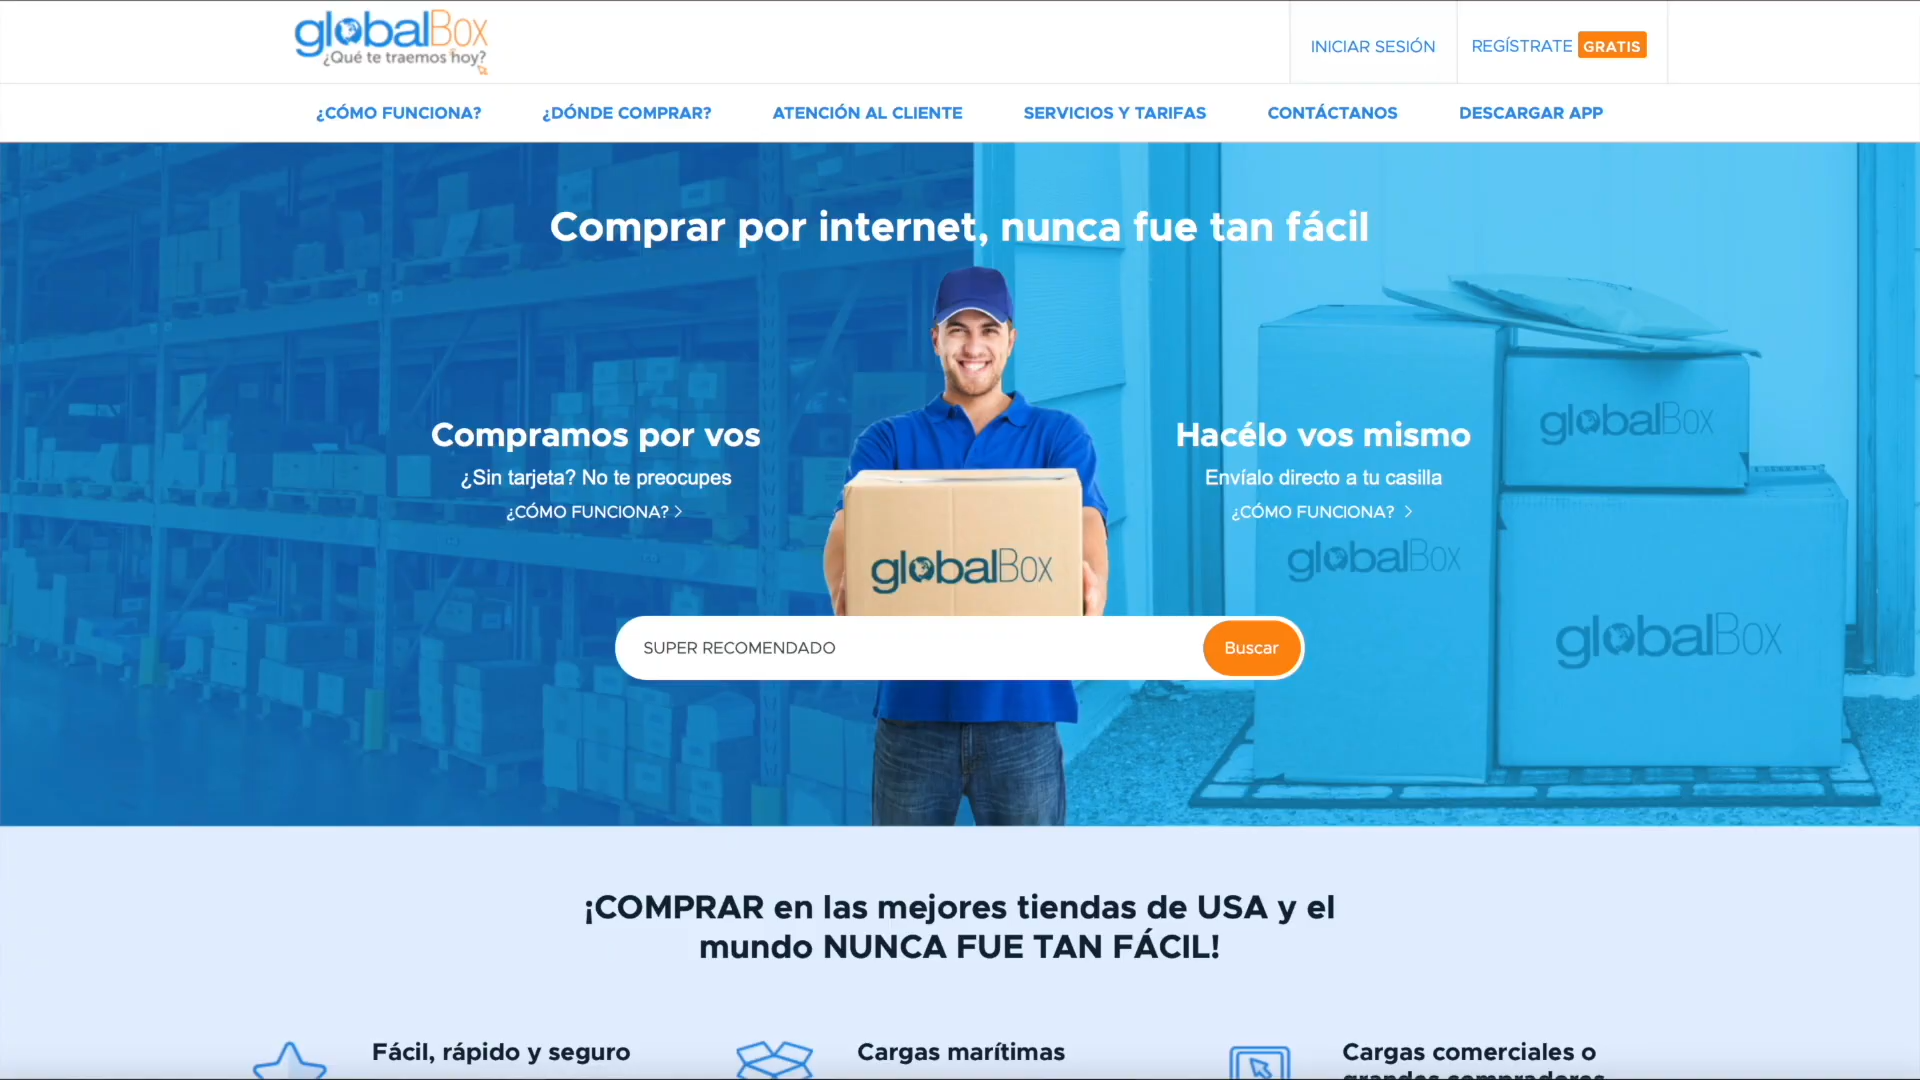 globalBox
¿Qué te traemos hoy?
INICIAR SESIÓN
REGÍSTRATE GRATIS
¿CÓMO FUNCIONA?
¿DÓNDE COMPRAR?
ATENCIÓN AL CLIENTE
SERVICIOS Y TARIFAS
CONTÁCTANOS
DESCARGAR APP
Comprar por internet, nunca fue tan fácil
Compramos por vos
¿Sin tarjeta? No te preocupes
¿CÓMO FUNCIONA? >
Hacélo vos mismo
Envíalo directo a tu casilla
¿CÓMO FUNCIONA? >
globalBox
globalBox
globalBox
globalBox
SUPER RECOMENDADO
Buscar
¡COMPRAR en las mejores tiendas de USA y el
mundo NUNCA FUE TAN FÁCIL!
Fácil, rápido y seguro
Cargas marítimas
Cargas comerciales o
grandes compradores